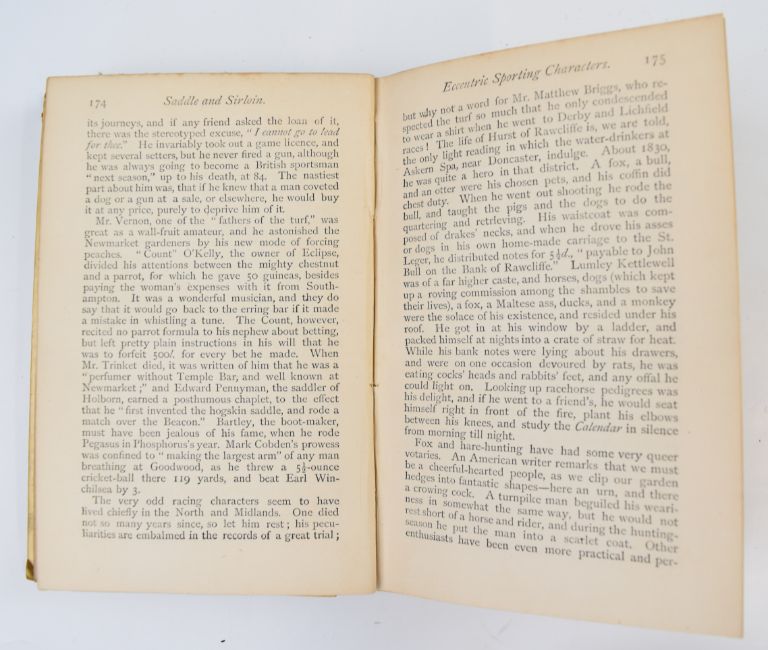 174 Saddle and Sirloin.
its journeys, and if any friend asked the loan of it,
there was the stereotyped excuse, "I cannot go to lead
for thee." He invariably took out a game licence, and
kept several setters, but he never fired a gun, although
he was always going to become a British sportsman
"next season," up to his death, at 84. The nastiest
part about him was, that if he knew that a man coveted
a dog or a gun at a sale, or elsewhere, he would buy
it at any price, purely to deprive him of it.
Mr. Vernon, one of the "fathers of the turf," was
great as a wall-fruit amateur, and he astonished the
Newmarket gardeners by his new mode of forcing
peaches. "Count" O'Kelly, the owner of Eclipse,
divided his attentions between the mighty chestnut
and a parrot, for which he gave 50 guineas, besides
paying the woman's expenses with it from South-
ampton. It was a wonderful musician, and they do
say that it would go back to the erring bar if it made
a mistake in whistling a tune. The Count, however,
recited no parrot formula to his nephew about betting,
but left pretty plain instructions in his will that he
was to forfeit 500l. for every bet he made. When
Mr. Trinket died, it was written of him that he was a
"perfumer without Temple Bar, and well known at
Newmarket;" and Edward Pennyman, the saddler of
Holborn, earned a posthumous chaplet, to the effect
that he "first invented the hogskin saddle, and rode a
match over the Beacon." Bartley, the boot-maker,
must have been jealous of his fame, when he rode
Pegasus in Phosphorus's year. Mark Cobden's prowess
was confined to "making the largest arm" of any man
breathing at Goodwood, as he threw a 5½-ounce
cricket-ball there 119 yards, and beat Earl Win-
chilsea by 3.
The very odd racing characters seem to have
lived chiefly in the North and Midlands. One died
not so many years since, so let him rest; his pecu-
liarities are embalmed in the records of a great trial;
Eccentric Sporting Characters. 175
but why not a word for Mr. Matthew Briggs, who re-
spected the turf so much that he only condescended
to wear a shirt when he went to Derby and Lichfield
races! The life of Hurst of Rawcliffe is, we are told,
the only light reading in which the water-drinkers at
Askern Spa, near Doncaster, indulge. About 1830,
he was quite a hero in that district. A fox, a bull,
and an otter were his chosen pets, and his coffin did
chest duty. When he went out shooting he rode the
bull, and taught the pigs and the dogs to do the
quartering and retrieving. His waistcoat was com-
posed of drakes' necks, and when he drove his asses
or dogs in his own home-made carriage to the St.
Leger, he distributed notes for 5½d., "payable to John
Bull on the Bank of Rawcliffe." Lumley Kettlewell
was of a far higher caste, and horses, dogs (which kept
up a roving commission among the shambles to save
their lives), a fox, a Maltese ass, ducks, and a monkey
were the solace of his existence, and resided under his
roof. He got in at his window by a ladder, and
packed himself at nights into a crate of straw for heat.
While his bank notes were lying about his drawers,
and were on one occasion devoured by rats, he was
eating cocks' heads and rabbits' feet, and any offal he
could light on. Looking up racehorse pedigrees was
his delight, and if he went to a friend's, he would seat
himself right in front of the fire, plant his elbows
between his knees, and study the Calendar in silence
from morning till night.
Fox and hare-hunting have had some very queer
votaries. An American writer remarks that we must
be a cheerful-hearted people, as we clip our garden
hedges into fantastic shapes—here an urn, and there
a crowing cock. A turnpike man beguiled his weari-
ness in somewhat the same way, but he would not
rest short of a horse and rider, and during the hunting-
season he put the man into a scarlet coat. Other
enthusiasts have been even more practical and per-